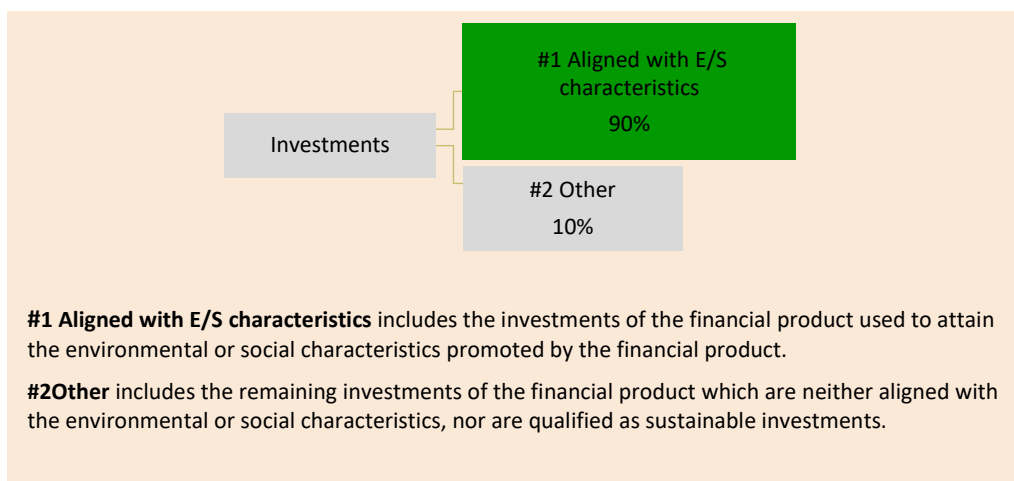 #1 Aligned with E/S
characteristics
90%
Investments
#2 Other
10%
#1 Aligned with E/S characteristics includes the investments of the financial product used to attain
the environmental or social characteristics promoted by the financial product.
#2Other includes the remaining investments of the financial product which are neither aligned with
the environmental or social characteristics, nor are qualified as sustainable investments.